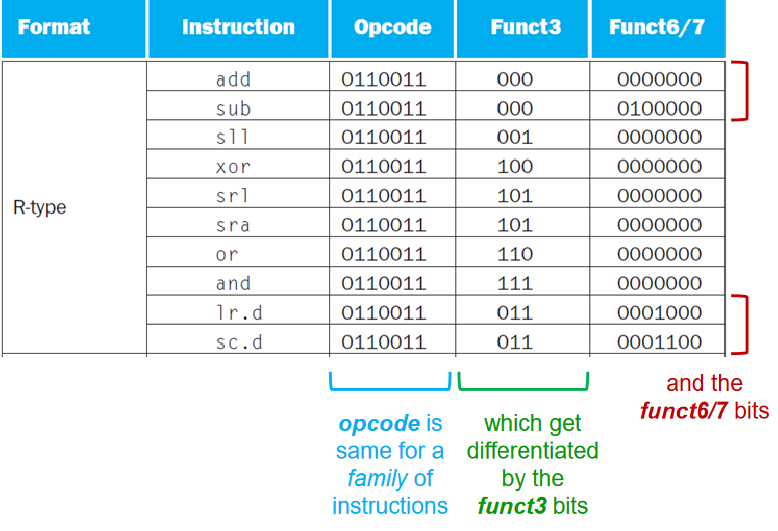 Format Instruction Opcode Funct3 Funct6/7
add 0110011 000 0000000
sub 0110011 000 0100000
sll 0110011 001 0000000
xor 0110011 100 0000000
R-type
srl 0110011 101 0000000
sra 0110011 101 0000000
or 0110011 110 0000000
and 0110011 111 0000000
lr.d 0110011 011 0001000
sc.d 0110011 011 0001100
opcode is
same for a
family of
instructions
which get
differentiated
by the
funct3 bits
and the
funct6/7 bits